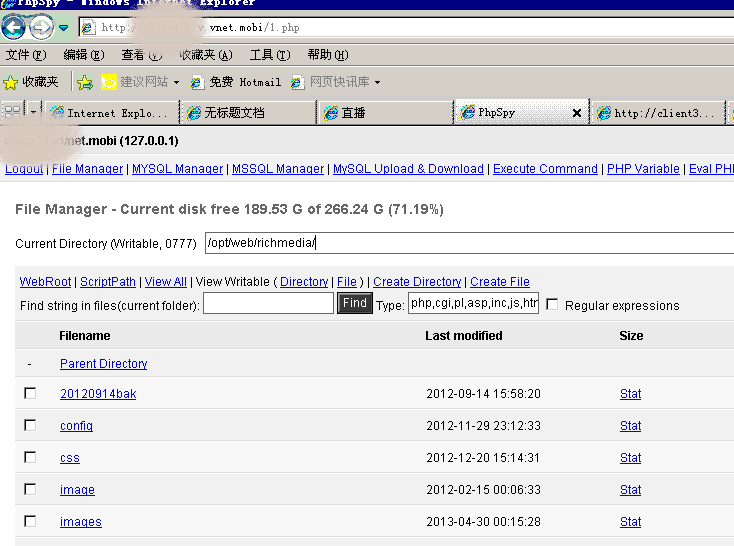 PhpSpy - Windows Internet Explorer
http: .vnet.mobi/1.php
文件(F) 编辑(E) 查看(V) 收藏夹(A) 工具(T) 帮助(H)
收藏夹 建议网站 免费 Hotmail 网页快讯库
Internet Explo... 无标题文档 直播 PhpSpy http://client3...
vnet.mobi (127.0.0.1)
Logout | File Manager | MYSQL Manager | MSSQL Manager | MySQL Upload & Download | Execute Command | PHP Variable | Eval PH
File Manager - Current disk free 189.53 G of 266.24 G (71.19%)
Current Directory (Writable, 0777) /opt/web/richmedia/
WebRoot | ScriptPath | View All | View Writable ( Directory | File ) | Create Directory | Create File
Find string in files(current folder): Find Type: php,cgi,pl,asp,inc,js,htm Regular expressions
Filename Last modified Size
- Parent Directory
20120914bak 2012-09-14 15:58:20 Stat
config 2012-11-29 23:12:33 Stat
css 2012-12-20 15:14:31 Stat
image 2012-02-15 00:06:33 Stat
images 2013-04-30 00:15:28 Stat